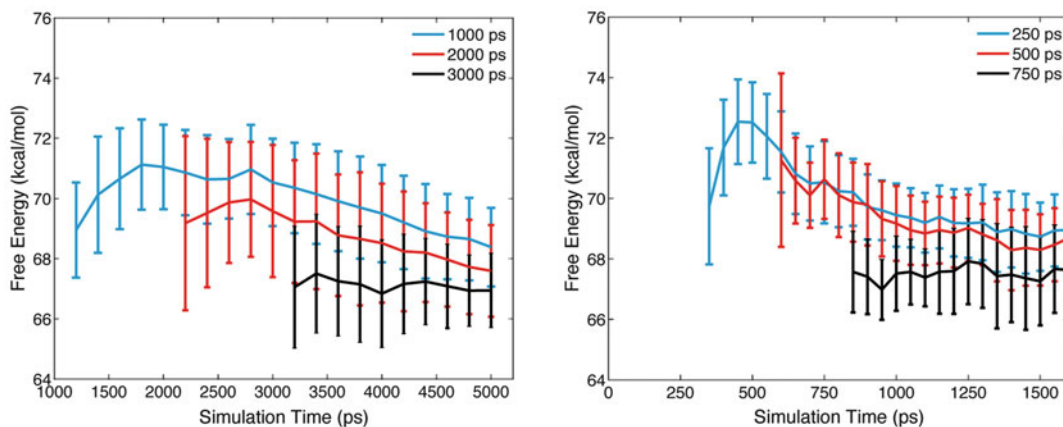 76
74
72
70
68
66
64
Free Energy (kcal/mol)
1000 ps
2000 ps
3000 ps
1000 1500 2000 2500 3000 3500 4000 4500 5000
Simulation Time (ps)
76
74
72
70
68
66
64
Free Energy (kcal/mol)
250 ps
500 ps
750 ps
0 250 500 750 1000 1250 1500
Simulation Time (ps)